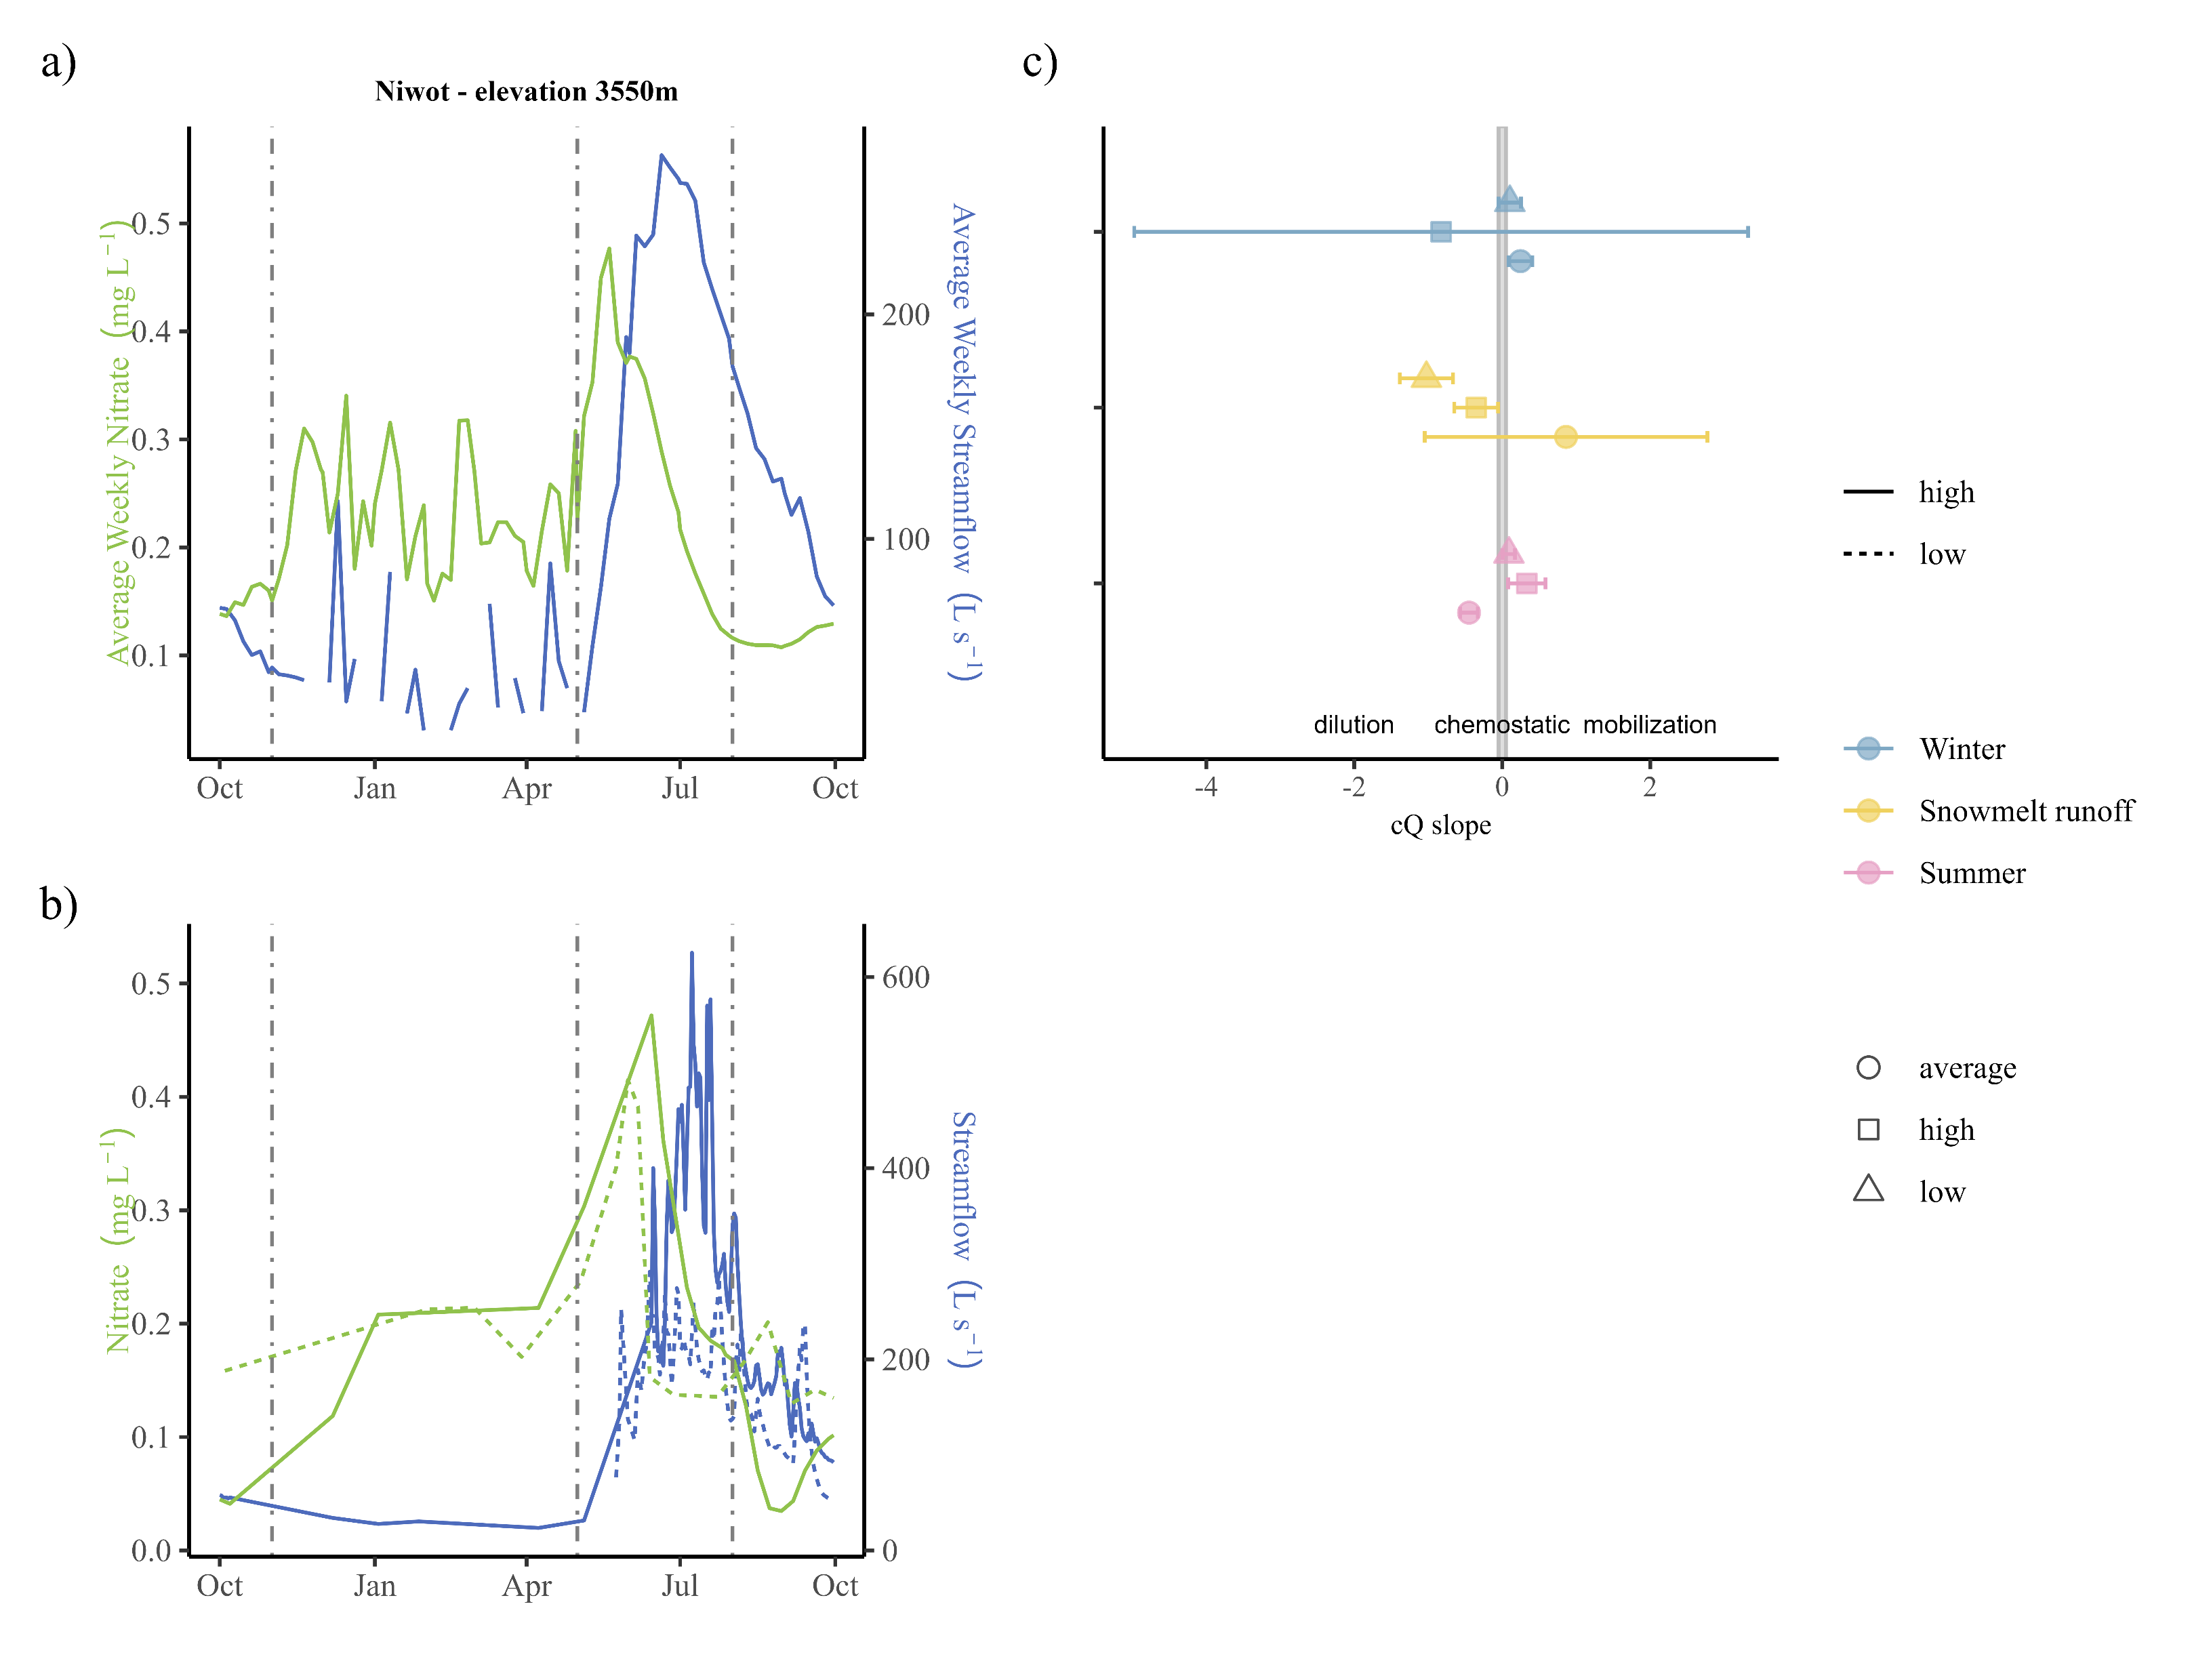 a)
Niwot - elevation 3550m
Average Weekly Nitrate (mg L⁻¹)
0.5
0.4
0.3
0.2
0.1
200
100
Average Weekly Streamflow (L s⁻¹)
Oct Jan Apr Jul Oct
b)
Nitrate (mg L⁻¹)
0.5
0.4
0.3
0.2
0.1
0.0
600
400
200
0
Streamflow (L s⁻¹)
Oct Jan Apr Jul Oct
c)
dilution chemostatic mobilization
-4 -2 0 2
cQ slope
high
low
Winter
Snowmelt runoff
Summer
average
high
low